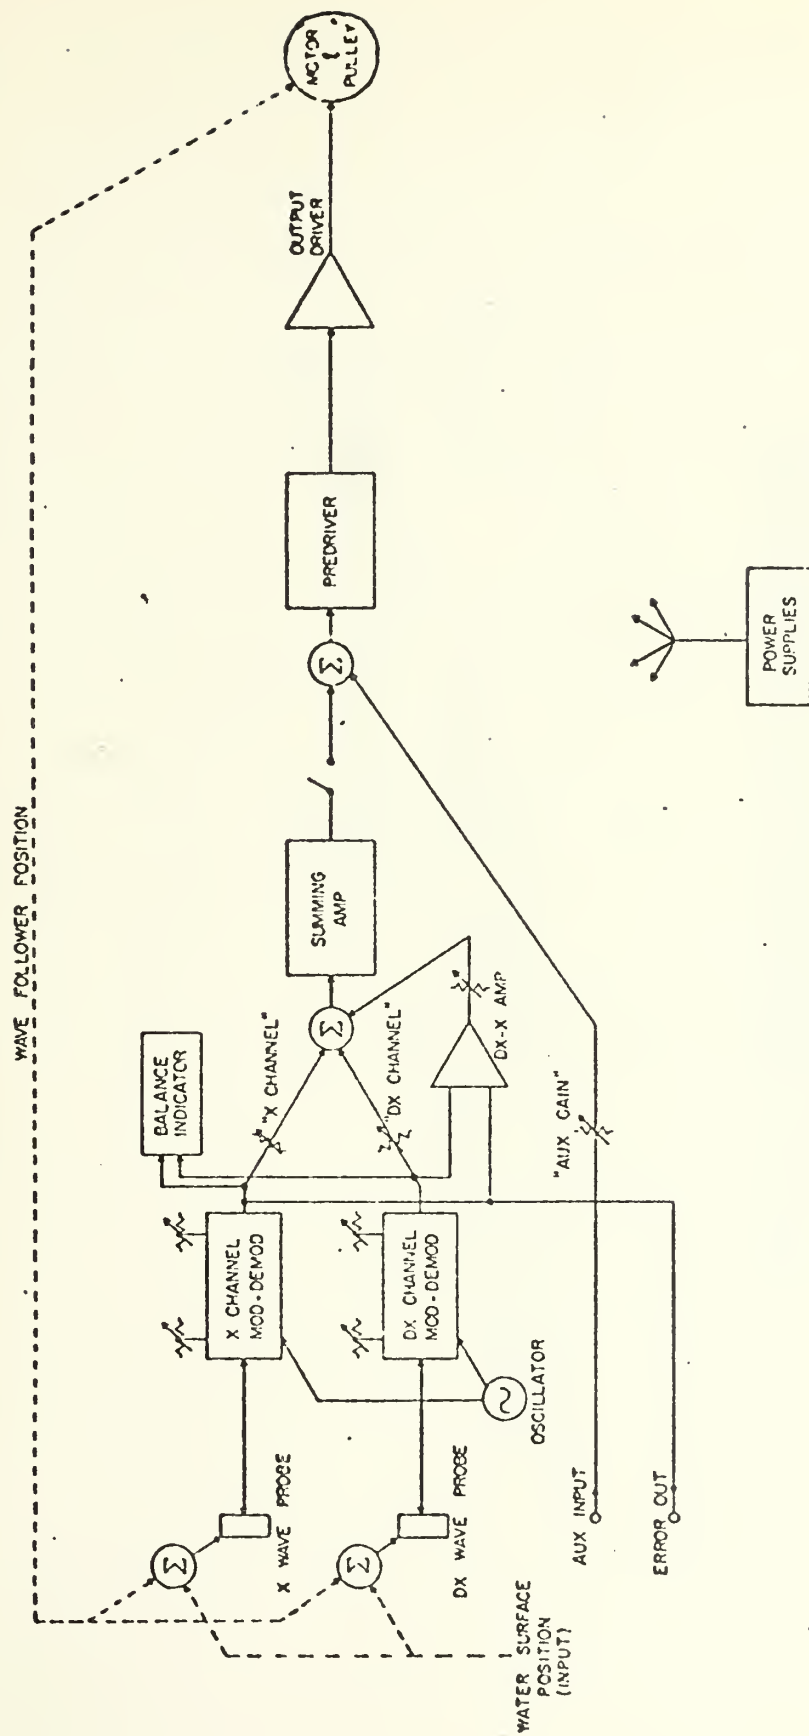 WAVE FOLLOWER POSITION
MOTOR
&
PULLEY
OUTPUT
DRIVER
PREDRIVER
Σ
SUMMING
AMP
Σ
BALANCE
INDICATOR
"X CHANNEL"
"DX CHANNEL"
DX-X AMP
X CHANNEL
MOD-DEMOD
DX CHANNEL
MOD-DEMOD
OSCILLATOR
Σ
X WAVE PROBE
Σ
DX WAVE PROBE
WATER SURFACE
POSITION
(INPUT)
"AUX GAIN"
AUX INPUT
ERROR OUT
POWER
SUPPLIES